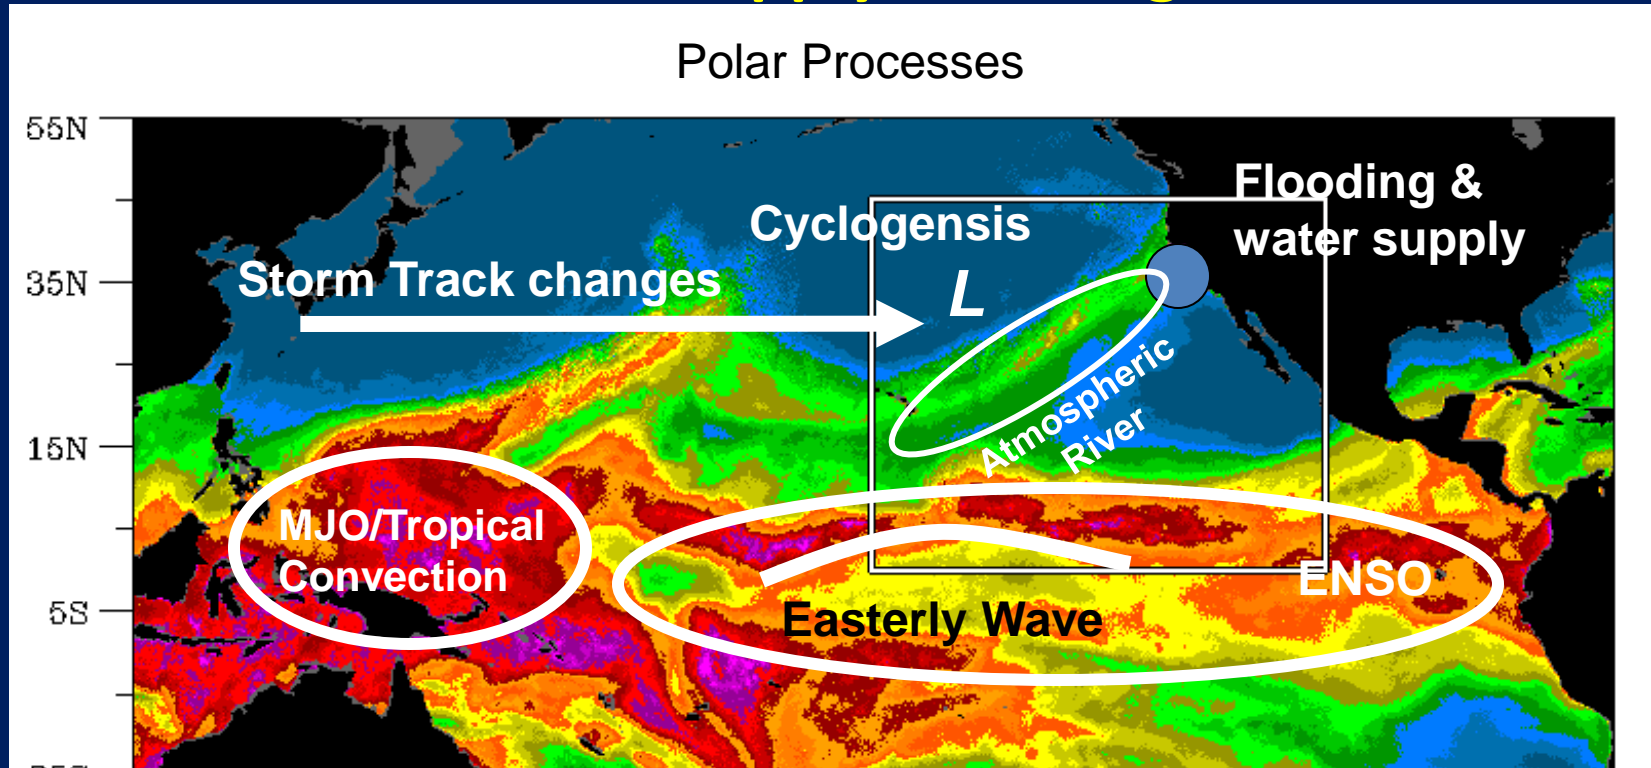 Polar Processes
55N
Flooding &
water supply
Cyclogensis
Storm Track changes
35N
L
Atmospheric
River
15N
MJO/Tropical
Convection
ENSO
5S
Easterly Wave